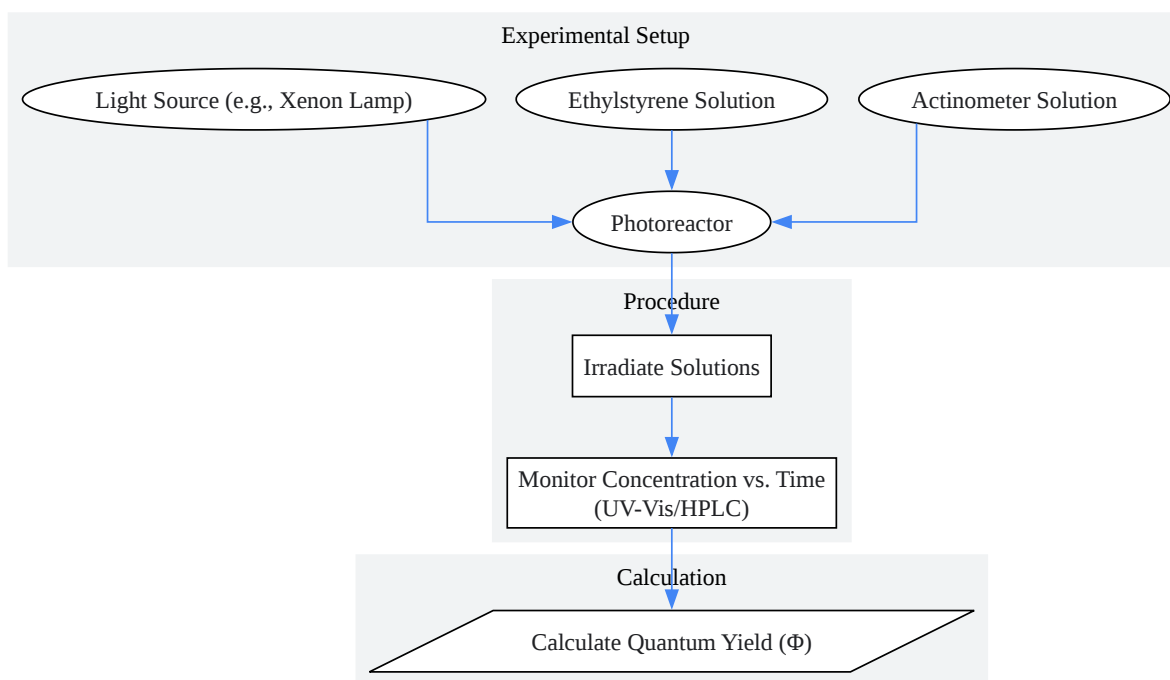 Experimental Setup
Light Source (e.g., Xenon Lamp)
Ethylstyrene Solution
Actinometer Solution
Photoreactor
Procedure
Irradiate Solutions
Monitor Concentration vs. Time
(UV-Vis/HPLC)
Calculation
Calculate Quantum Yield (Φ)